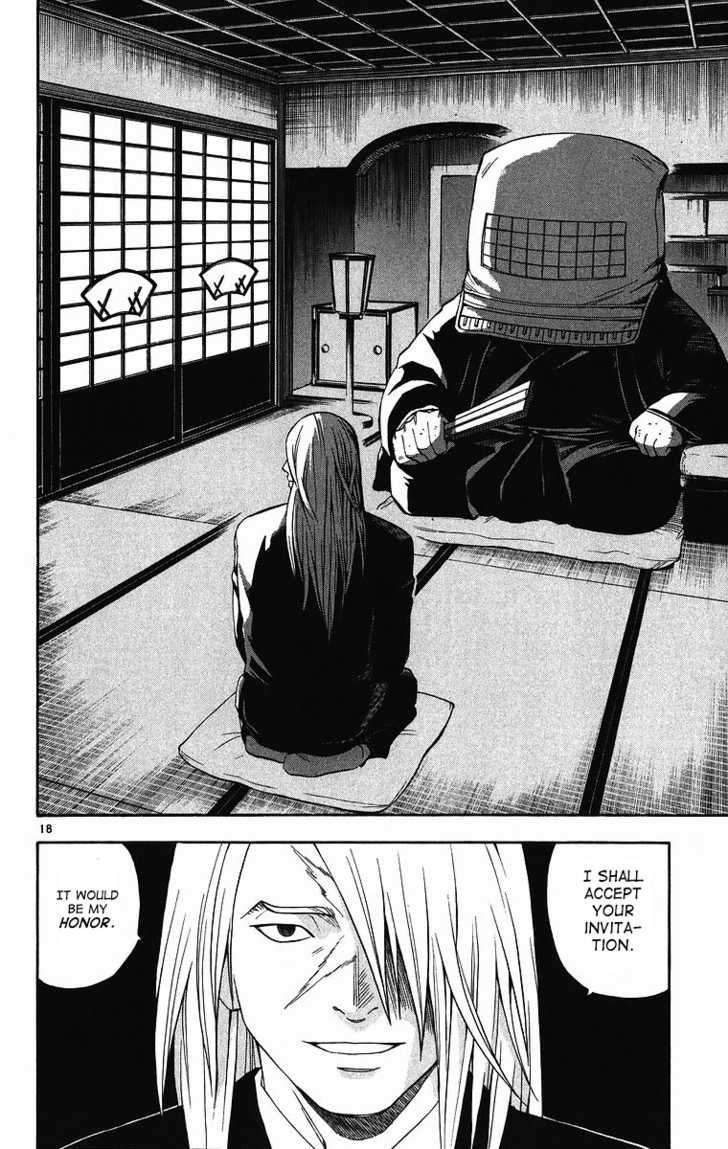 18
I SHALL
ACCEPT
YOUR
INVITA-
TION.
IT WOULD
BE MY
HONOR.